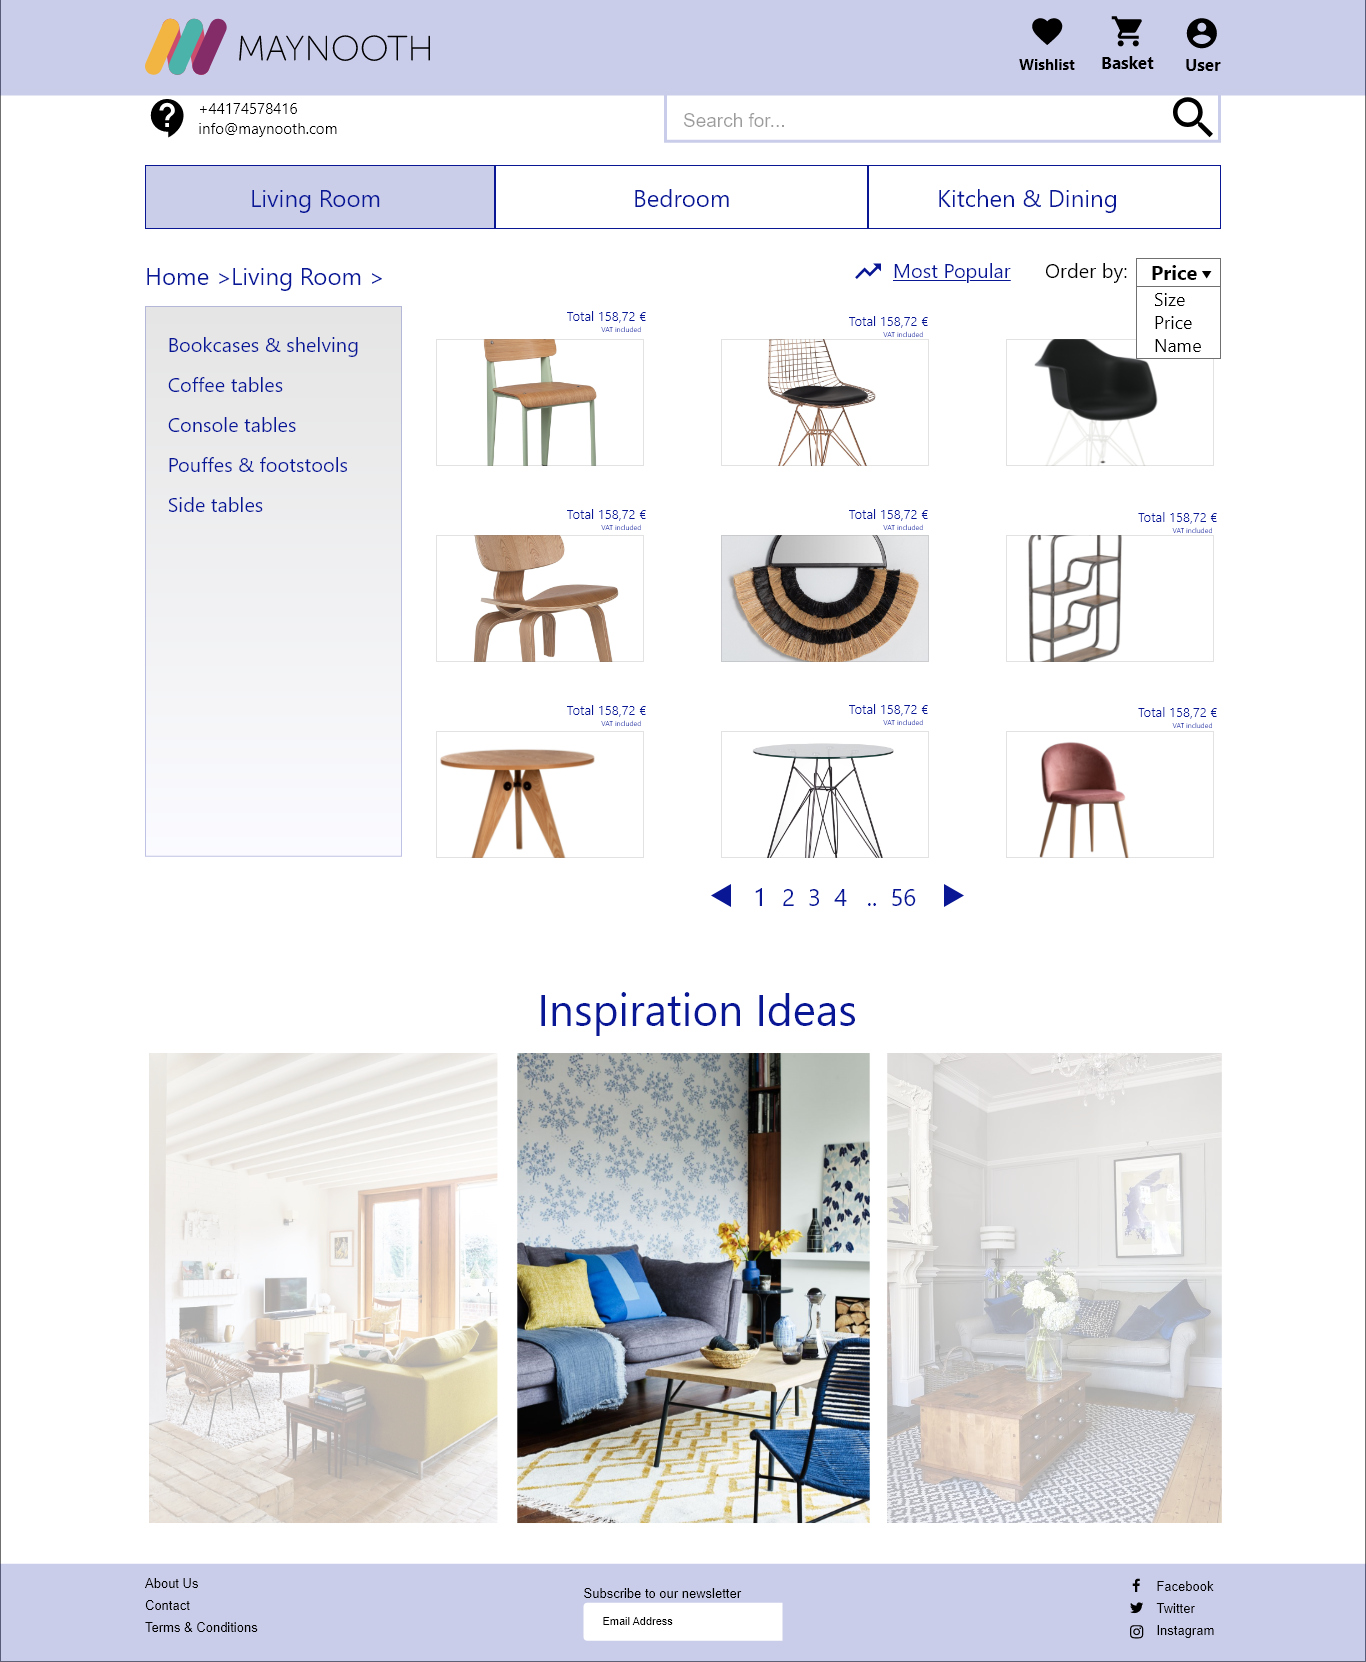 MAYNOOTH
Wishlist
Basket
User
+44174578416
info@maynooth.com
Search for...
Living Room
Bedroom
Kitchen & Dining
Home >Living Room >
Most Popular
Order by:
Price
Size
Price
Name
Bookcases & shelving
Coffee tables
Console tables
Pouffes & footstools
Side tables
Total 158,72 €
VAT included
Total 158,72 €
VAT included
Total 158,72 €
VAT included
Total 158,72 €
VAT included
Total 158,72 €
VAT included
Total 158,72 €
VAT included
Total 158,72 €
VAT included
Total 158,72 €
VAT included
1 2 3 4 .. 56
Inspiration Ideas
About Us
Contact
Terms & Conditions
Subscribe to our newsletter
Email Address
Facebook
Twitter
Instagram